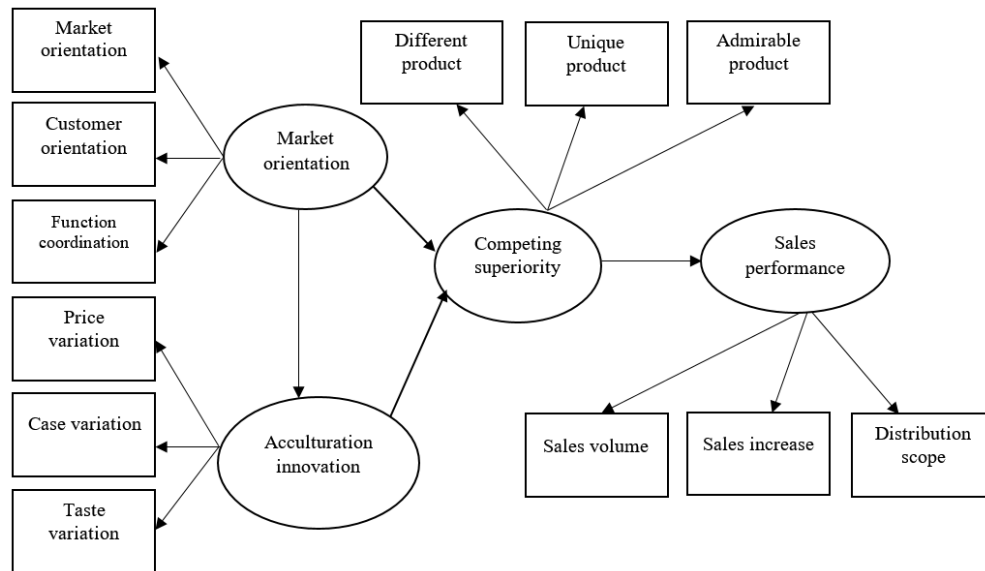 Market
orientation
Customer
orientation
Function
coordination
Price
variation
Case variation
Taste
variation
Market
orientation
Acculturation
innovation
Different
product
Unique
product
Admirable
product
Competing
superiority
Sales
performance
Sales volume
Sales increase
Distribution
scope